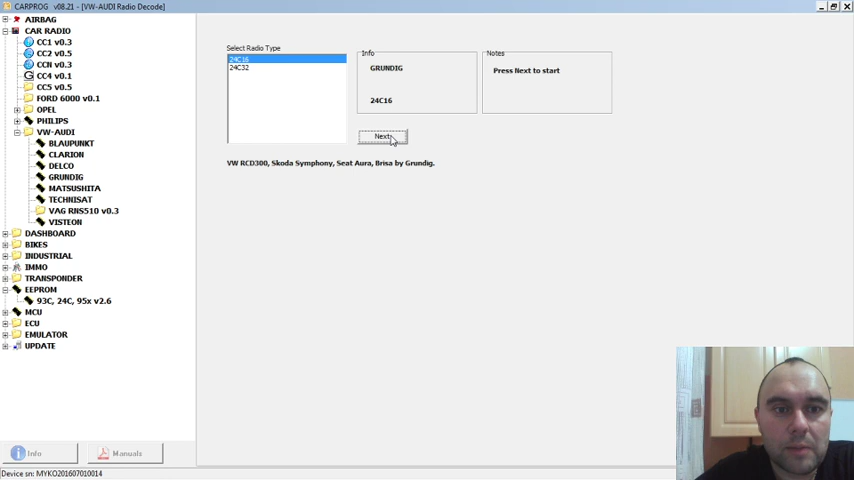 CARPROG v08.21 - [VW-AUDI Radio Decode]
AIRBAG
CAR RADIO
CC1 v0.3
CC2 v0.5
CCN v0.3
CC4 v0.1
CC5 v0.5
FORD 6000 v0.1
OPEL
PHILIPS
VW-AUDI
BLAUPUNKT
CLARION
DELCO
GRUNDIG
MATSUSHITA
TECHNISAT
VAG RNS510 v0.3
VISTEON
DASHBOARD
BIKES
INDUSTRIAL
IMMO
TRANSPONDER
EEPROM
93C, 24C, 95x v2.6
MCU
ECU
EMULATOR
UPDATE
Select Radio Type
24C16
24C32
Info
GRUNDIG
24C16
Notes
Press Next to start
Next
VW RCD300, Skoda Symphony, Seat Aura, Brisa by Grundig.
Info
Manuals
Device sn: MYKO201607010014